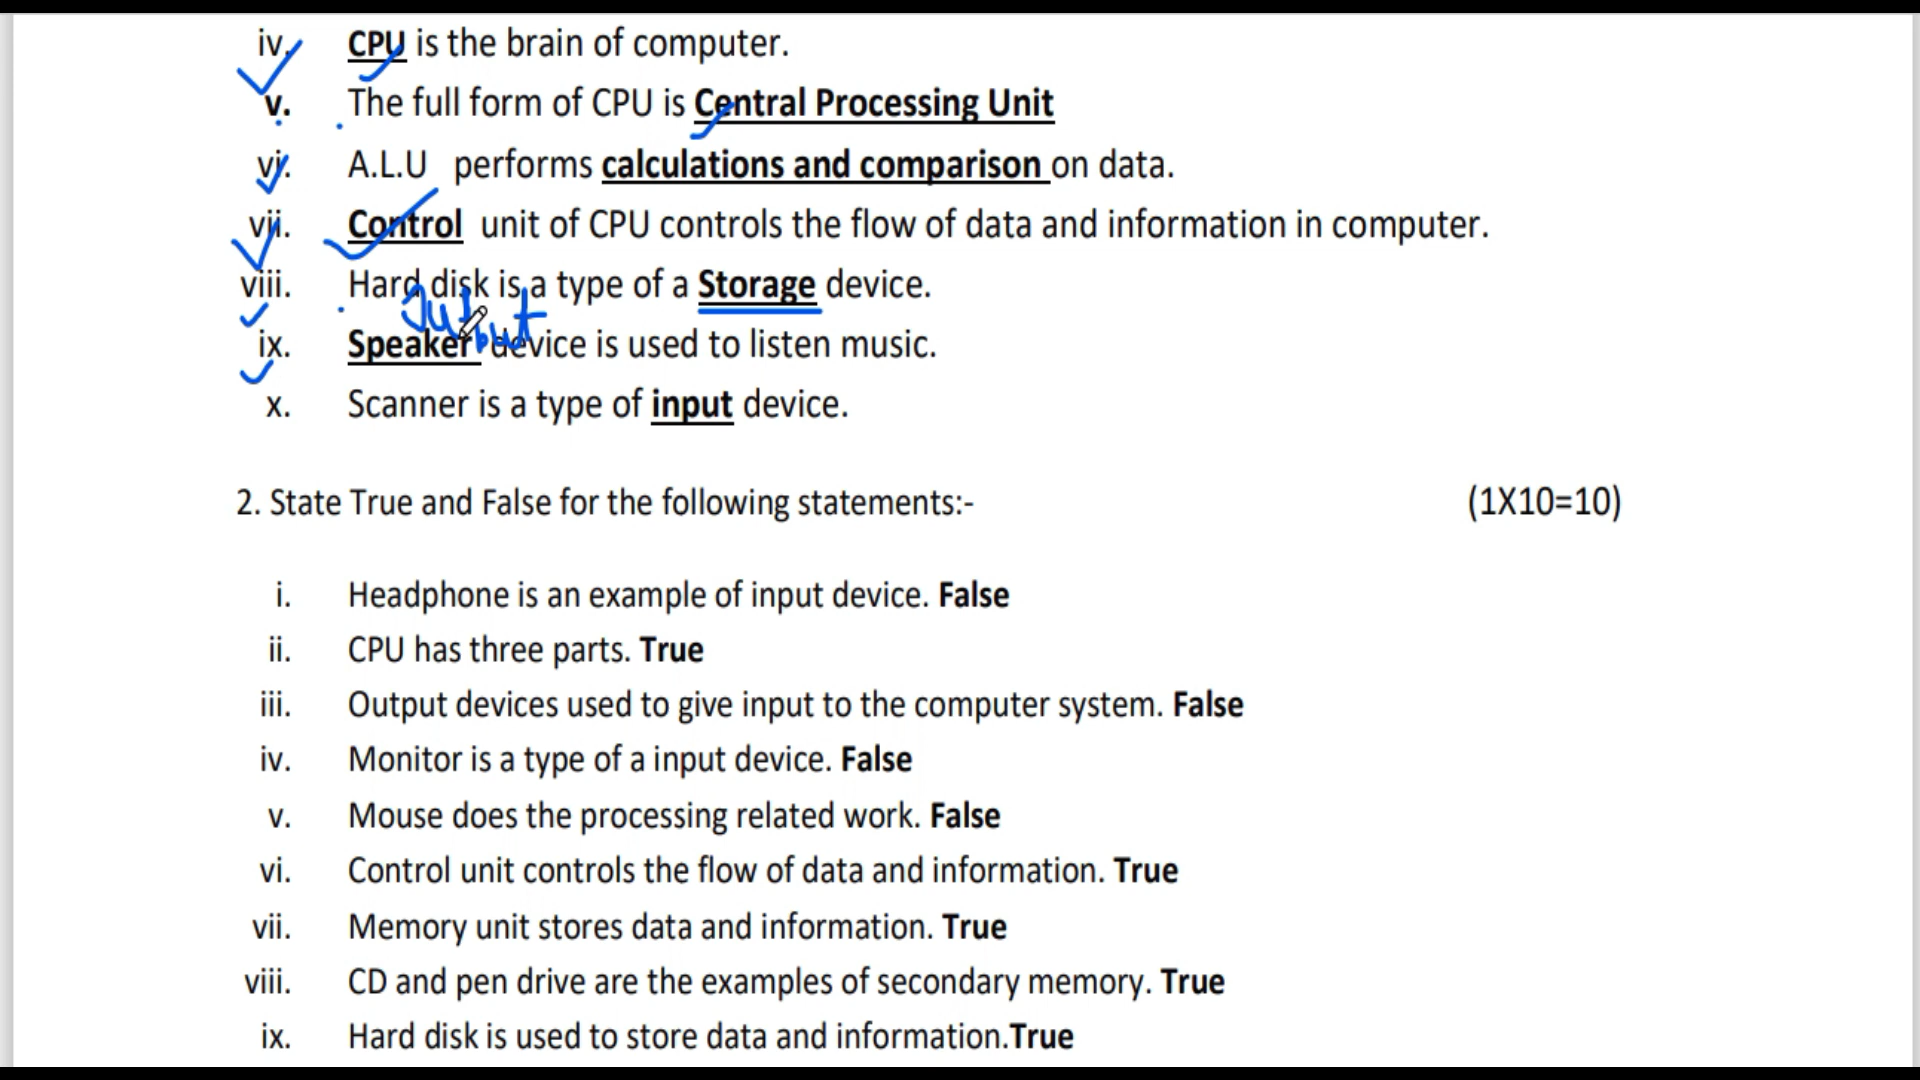 iv. CPU is the brain of computer.
v. The full form of CPU is Central Processing Unit
vi. A.L.U performs calculations and comparison on data.
vii. Control unit of CPU controls the flow of data and information in computer.
viii. Hard disk is a type of a Storage device.
ix. Speaker device is used to listen music.
x. Scanner is a type of input device.
2. State True and False for the following statements:- (1X10=10)
i. Headphone is an example of input device. False
ii. CPU has three parts. True
iii. Output devices used to give input to the computer system. False
iv. Monitor is a type of a input device. False
v. Mouse does the processing related work. False
vi. Control unit controls the flow of data and information. True
vii. Memory unit stores data and information. True
viii. CD and pen drive are the examples of secondary memory. True
ix. Hard disk is used to store data and information.True